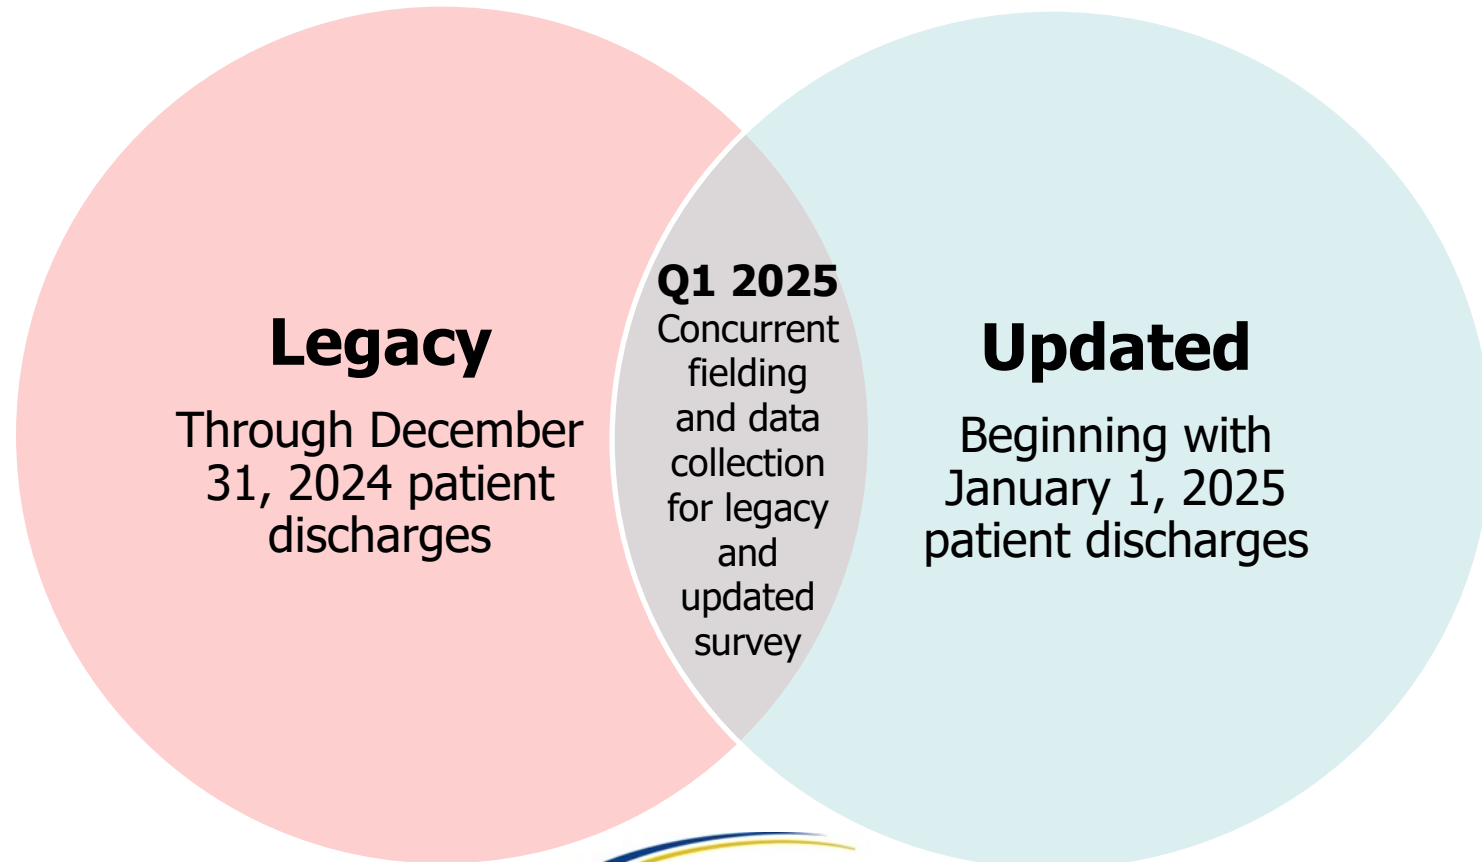 Legacy
Through December
31, 2024 patient
discharges
Q1 2025
Concurrent
fielding
and data
collection
for legacy
and
updated
survey
Updated
Beginning with
January 1, 2025
patient discharges